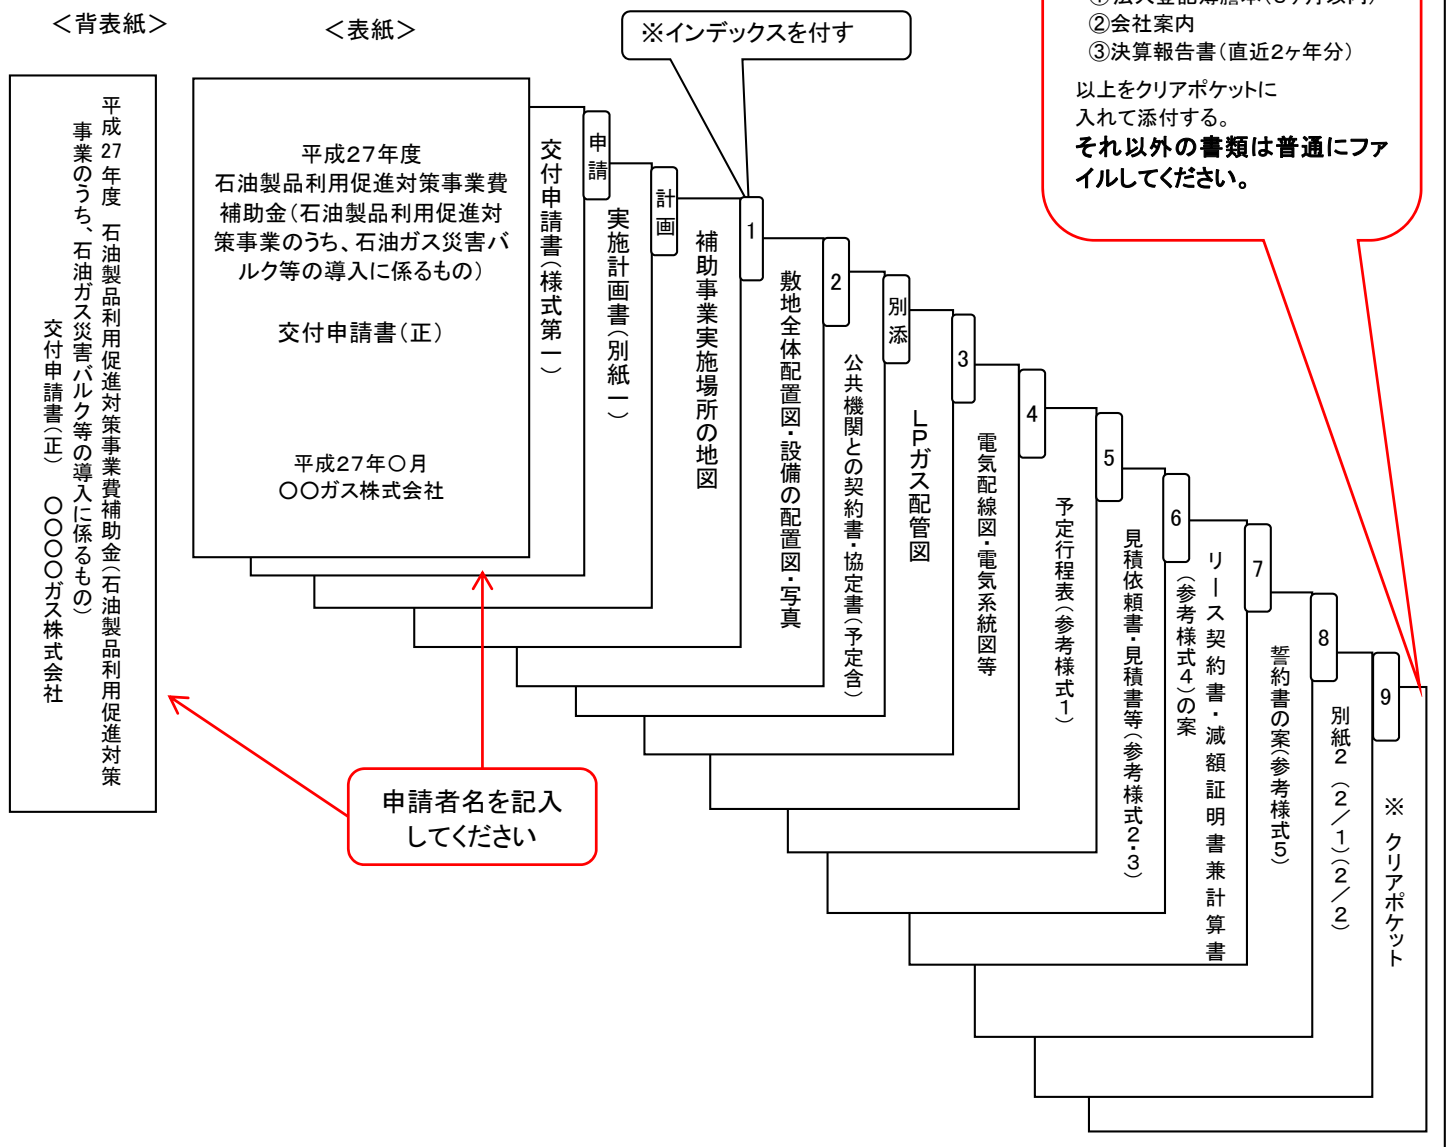 ＜背表紙＞
＜表紙＞
※インデックスを付す
②会社案内
③決算報告書（直近2ヶ年分）
以上をクリアポケットに
入れて添付する。
それ以外の書類は普通にファ
イルしてください。
平成27年度 石油製品利用促進対策事業費補助金（石油製品利用促進対策
事業のうち、石油ガス災害バルク等の導入に係るもの）
交付申請書（正） 〇〇〇〇ガス株式会社
平成27年度
石油製品利用促進対策事業費
補助金（石油製品利用促進対
策事業のうち、石油ガス災害バ
ルク等の導入に係るもの）
交付申請書（正）
平成27年〇月
〇〇ガス株式会社
申請
交付申請書（様式第一）
計画
実施計画書（別紙一）
1
補助事業実施場所の地図
2
敷地全体配置図・設備の配置図・写真
別添
公共機関との契約書・協定書（予定含）
3
ＬＰガス配管図
4
電気配線図・電気系統図等
5
予定行程表（参考様式１）
6
見積依頼書・見積書等（参考様式２・３）
7
リース契約書・減額証明書兼計算書
（参考様式４）の案
8
誓約書の案（参考様式５）
9
別紙２（２／１）（２／２）
※ クリアポケット
申請者名を記入
してください